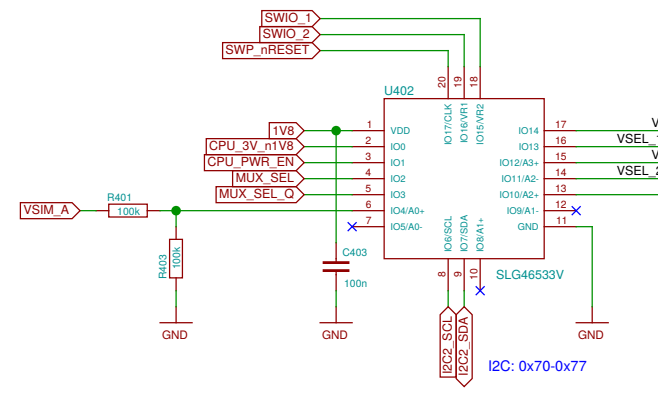 SWIO_1
SWIO_2
SWP_nRESET
20
19
18
U402
IO17/CLK
IO16/VR1
IO15/VR2
1V8
1
VDD
IO14
17
V
CPU_3V_n1V8
2
IO0
IO13
16
VSEL_1
CPU_PWR_EN
3
IO1
IO12/A3+
15
V
MUX_SEL
4
IO2
IO11/A2-
14
VSEL_2
MUX_SEL_Q
5
IO3
IO10/A2+
13
VSIM_A
R401
100k
6
IO4/A0+
IO9/A1-
12
7
IO5/A0-
GND
11
IO6/SCL
IO7/SDA
IO8/A1+
R403
100k
C403
100n
8
9
10
SLG46533V
GND
GND
GND
I2C2_SCL
I2C2_SDA
I2C: 0x70-0x77